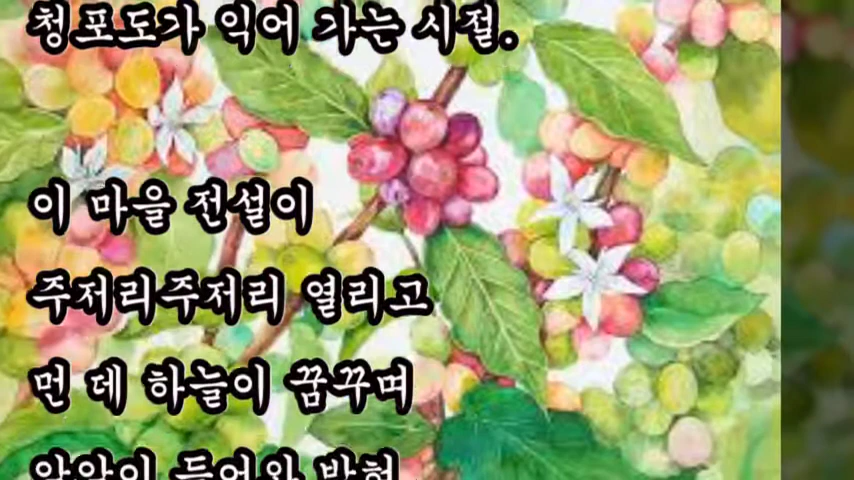 청포도가 익어 가는 시절.
이 마을 전설이
주저리주저리 열리고
먼 데 하늘이 꿈꾸며